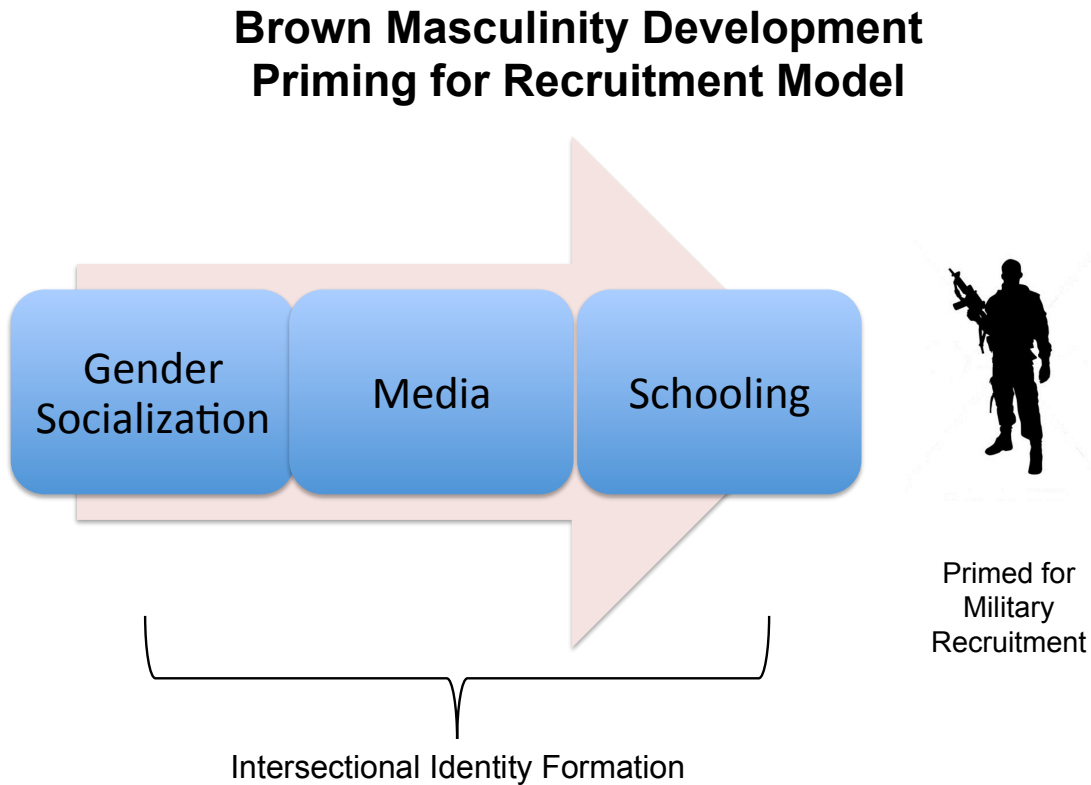 Brown Masculinity Development
Priming for Recruitment Model
Gender
Socialization
Media
Schooling
Primed for
Military
Recruitment
Intersectional Identity Formation